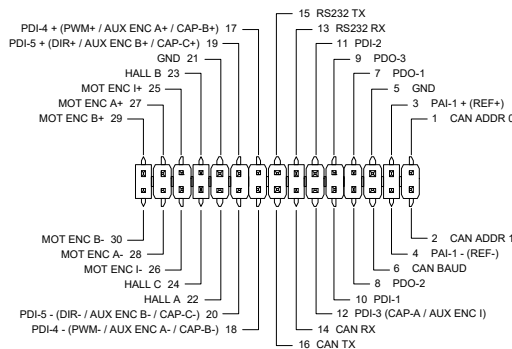 15 RS232 TX
PDI-4 + (PWM+ / AUX ENC A+ / CAP-B+) 17
13 RS232 RX
PDI-5 + (DIR+ / AUX ENC B+ / CAP-C+) 19
11 PDI-2
GND 21
9 PDO-3
HALL B 23
7 PDO-1
MOT ENC I+ 25
5 GND
MOT ENC A+ 27
3 PAI-1 + (REF+)
MOT ENC B+ 29
1 CAN ADDR 0
MOT ENC B- 30
2 CAN ADDR 1
MOT ENC A- 28
4 PAI-1 - (REF-)
MOT ENC I- 26
6 CAN BAUD
HALL C 24
8 PDO-2
HALL A 22
10 PDI-1
PDI-5 - (DIR- / AUX ENC B- / CAP-C-) 20
12 PDI-3 (CAP-A / AUX ENC I)
PDI-4 - (PWM- / AUX ENC A- / CAP-B-) 18
14 CAN RX
16 CAN TX